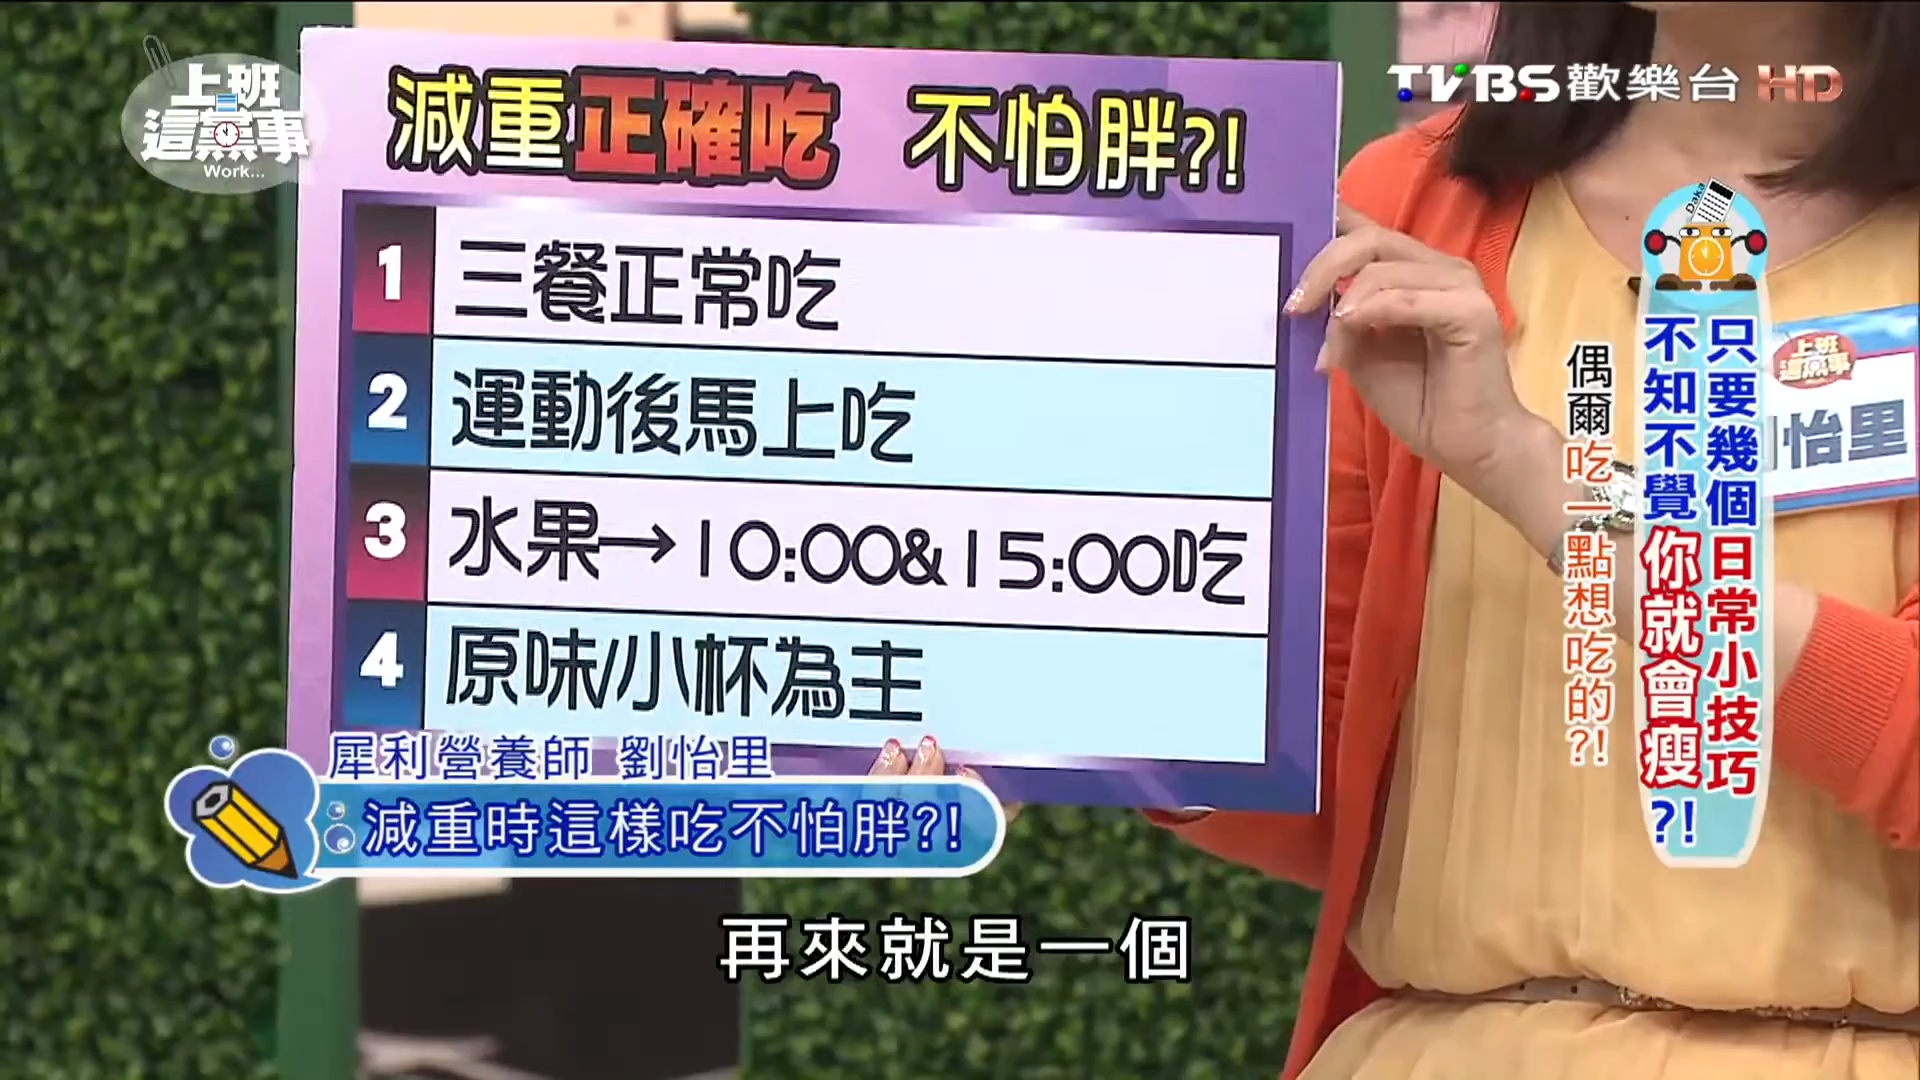 上班
這黨事
Work...
TVBS歡樂台 HD
減重正確吃 不怕胖?!
1 三餐正常吃
2 運動後馬上吃
3 水果→10:00&15:00吃
4 原味/小杯為主
Daka
只要幾個日常小技巧
不知不覺你就會瘦?!
偶爾吃一點想吃的?!
上班
這黨事
怡里
犀利營養師 劉怡里
減重時這樣吃不怕胖?!
再來就是一個